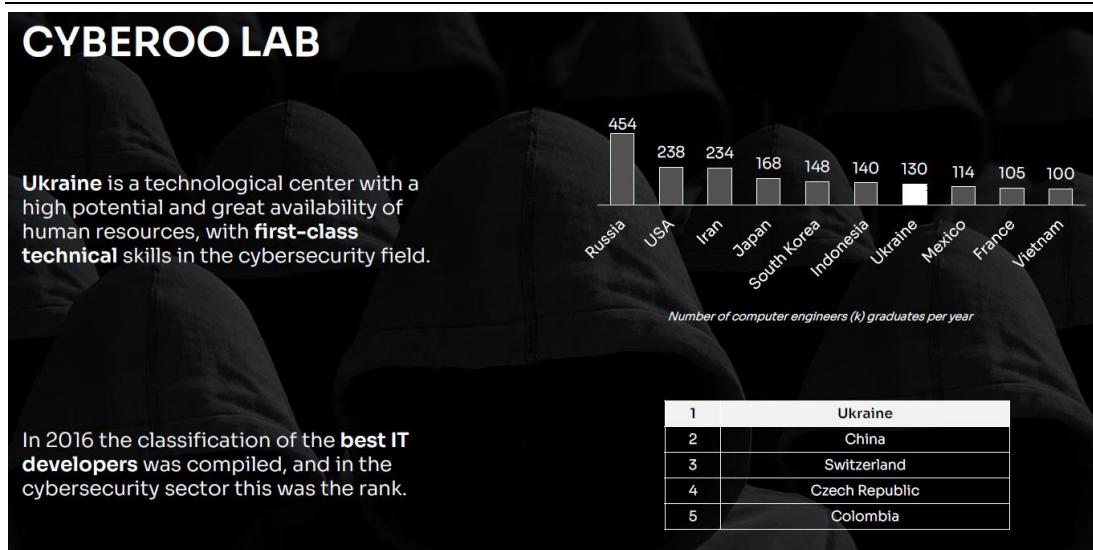 CYBEROO LAB
Ukraine is a technological center with a
high potential and great availability of
human resources, with first-class
technical skills in the cybersecurity field.
454
238
234
168
148
140
130
114
105
100
Russia
USA
Iran
Japan
South Korea
Indonesia
Ukraine
Mexico
France
Vietnam
Number of computer engineers (k) graduates per year
In 2016 the classification of the best IT
developers was compiled, and in the
cybersecurity sector this was the rank.
1 Ukraine
2 China
3 Switzerland
4 Czech Republic
5 Colombia